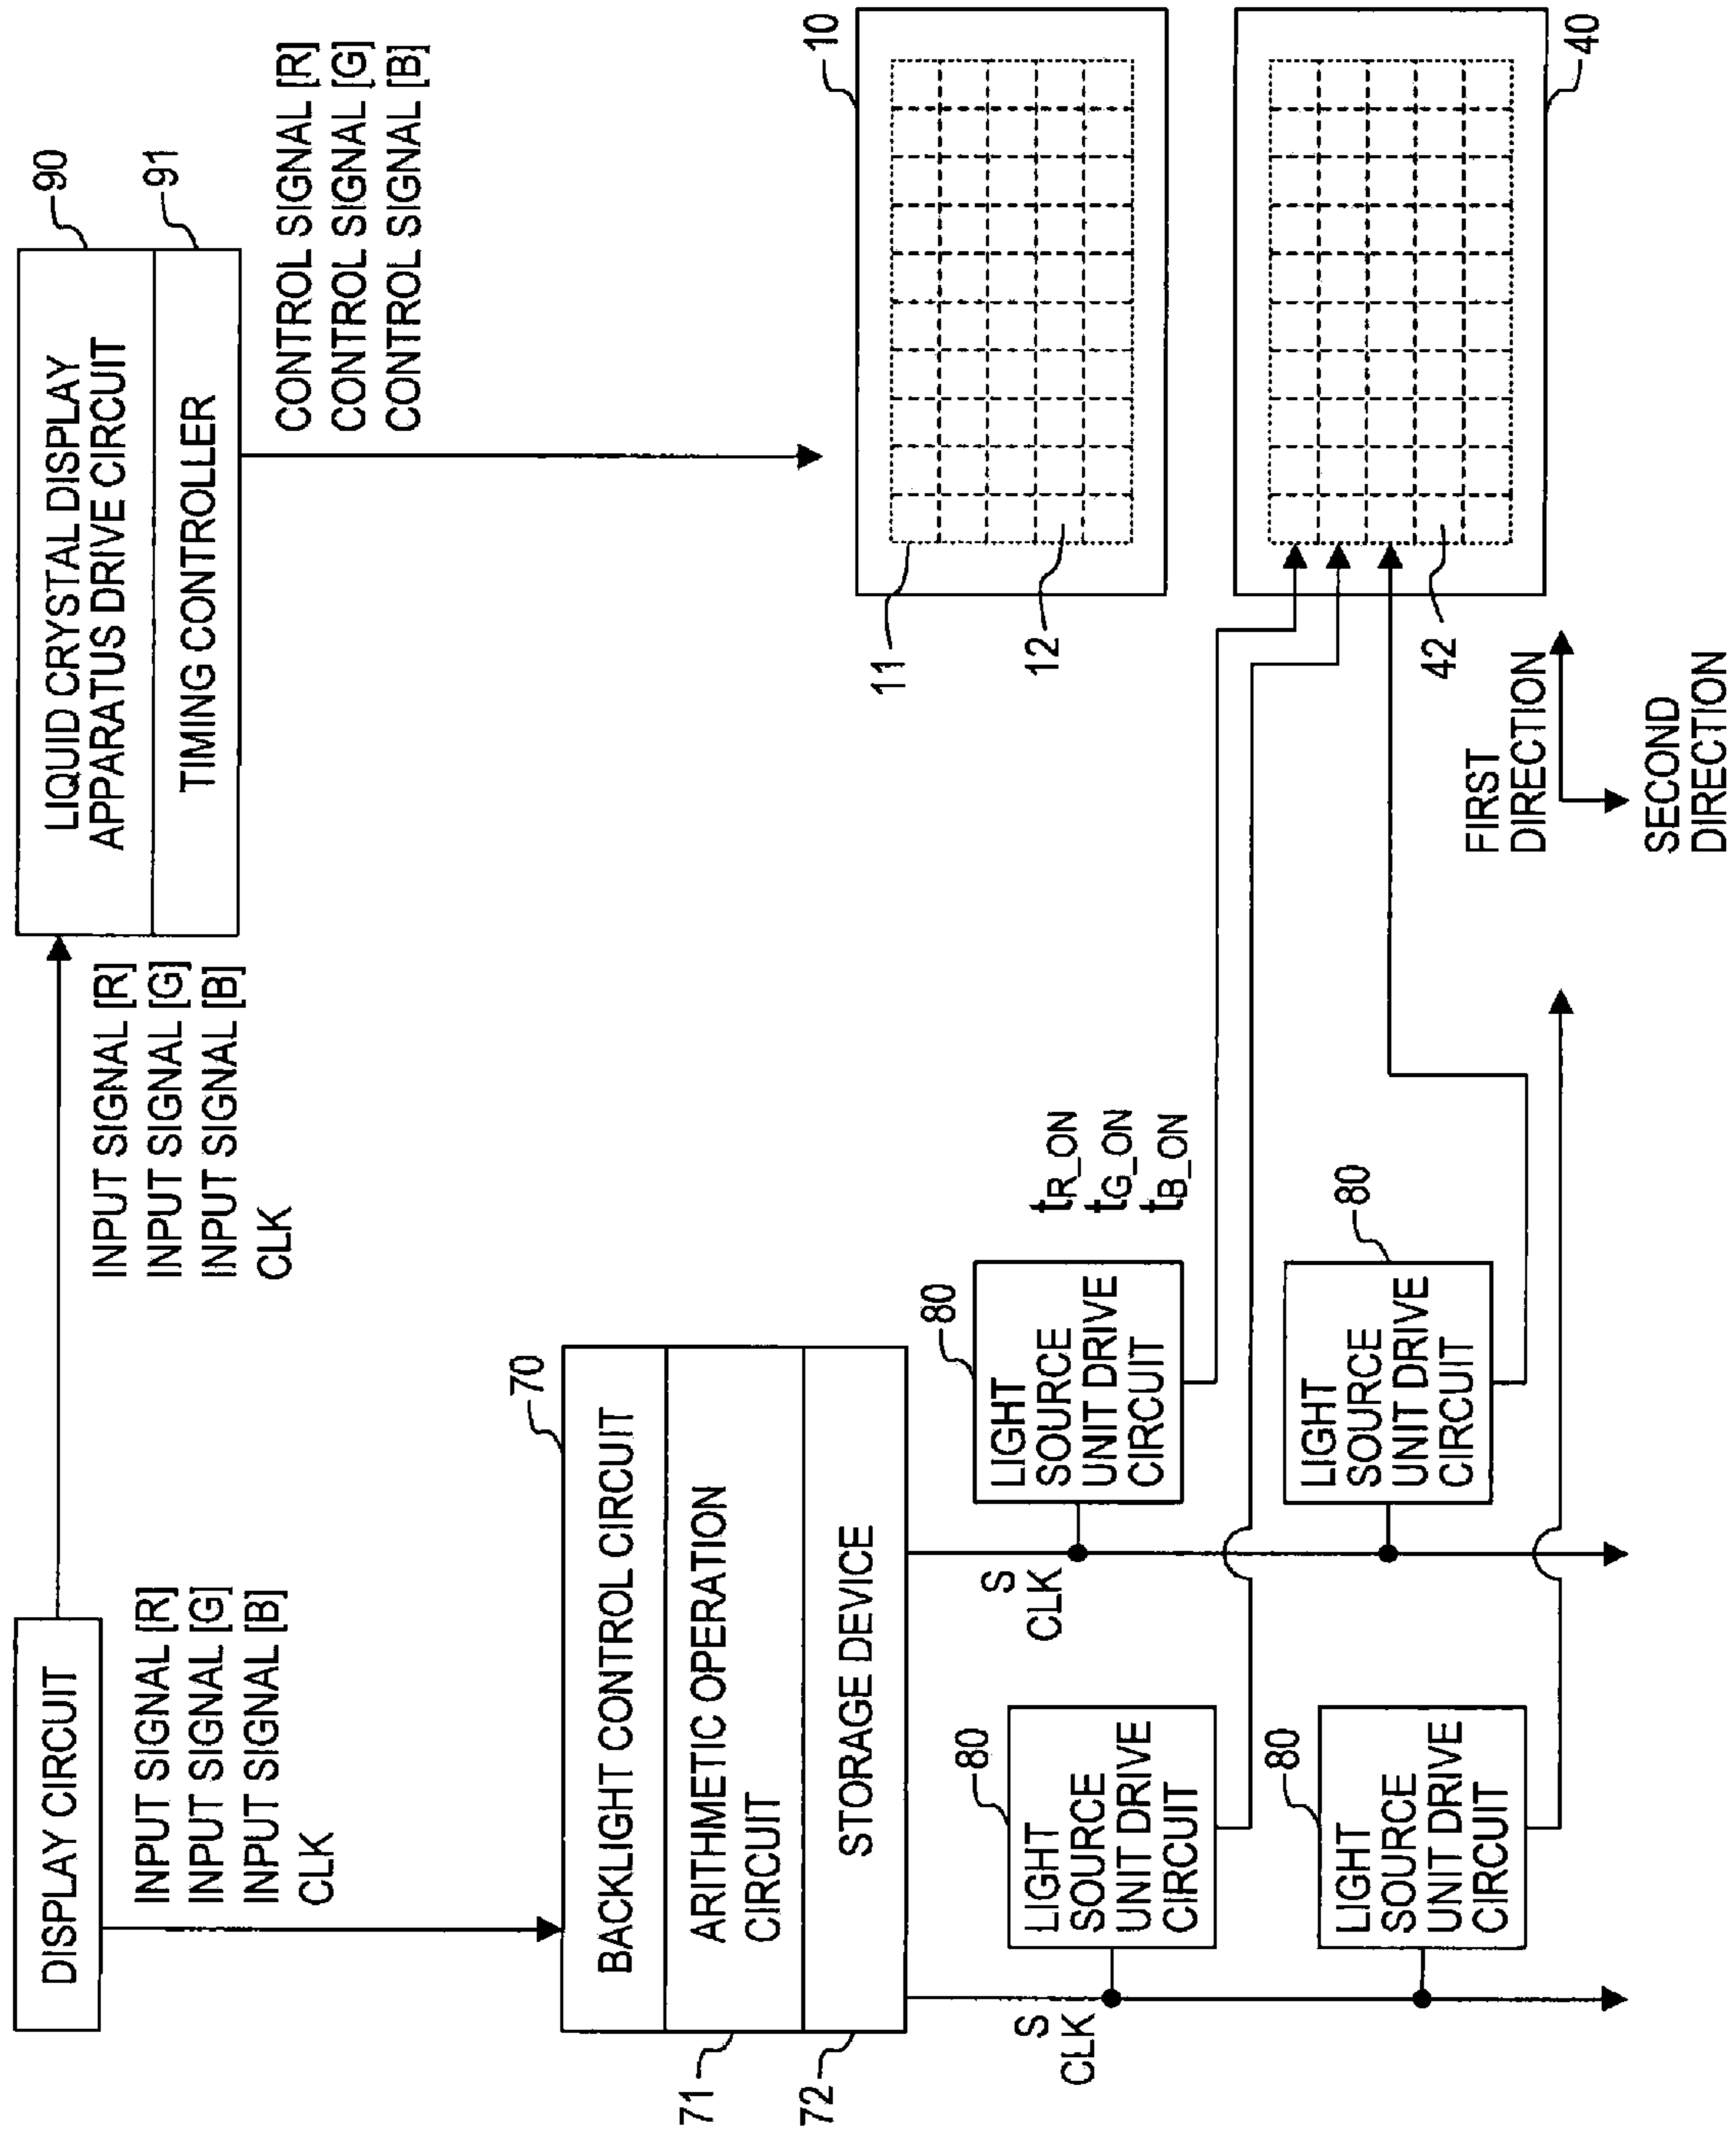 DISPLAY CIRCUIT
INPUT SIGNAL [R]
INPUT SIGNAL [G]
INPUT SIGNAL [B]
CLK
INPUT SIGNAL [R]
INPUT SIGNAL [G]
INPUT SIGNAL [B]
CLK
90
LIQUID CRYSTAL DISPLAY
APPARATUS DRIVE CIRCUIT
91
TIMING CONTROLLER
CONTROL SIGNAL [R]
CONTROL SIGNAL [G]
CONTROL SIGNAL [B]
70
BACKLIGHT CONTROL CIRCUIT
71
ARITHMETIC OPERATION
CIRCUIT
72
STORAGE DEVICE
S
CLK
S
CLK
80
LIGHT
SOURCE
UNIT DRIVE
CIRCUIT
80
LIGHT
SOURCE
UNIT DRIVE
CIRCUIT
80
LIGHT
SOURCE
UNIT DRIVE
CIRCUIT
80
LIGHT
SOURCE
UNIT DRIVE
CIRCUIT
tR_ON
tG_ON
tB_ON
10
11
12
40
42
FIRST
DIRECTION
SECOND
DIRECTION